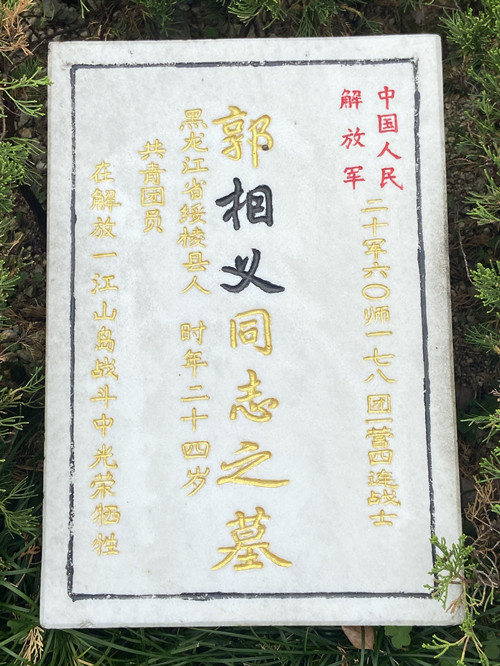 中国人民
解放军
二十军六〇师一七八团一营四连战士
郭相义同志之墓
黑龙江省绥棱县人 时年二十四岁
共青团员
在解放一江山岛战斗中光荣牺牲